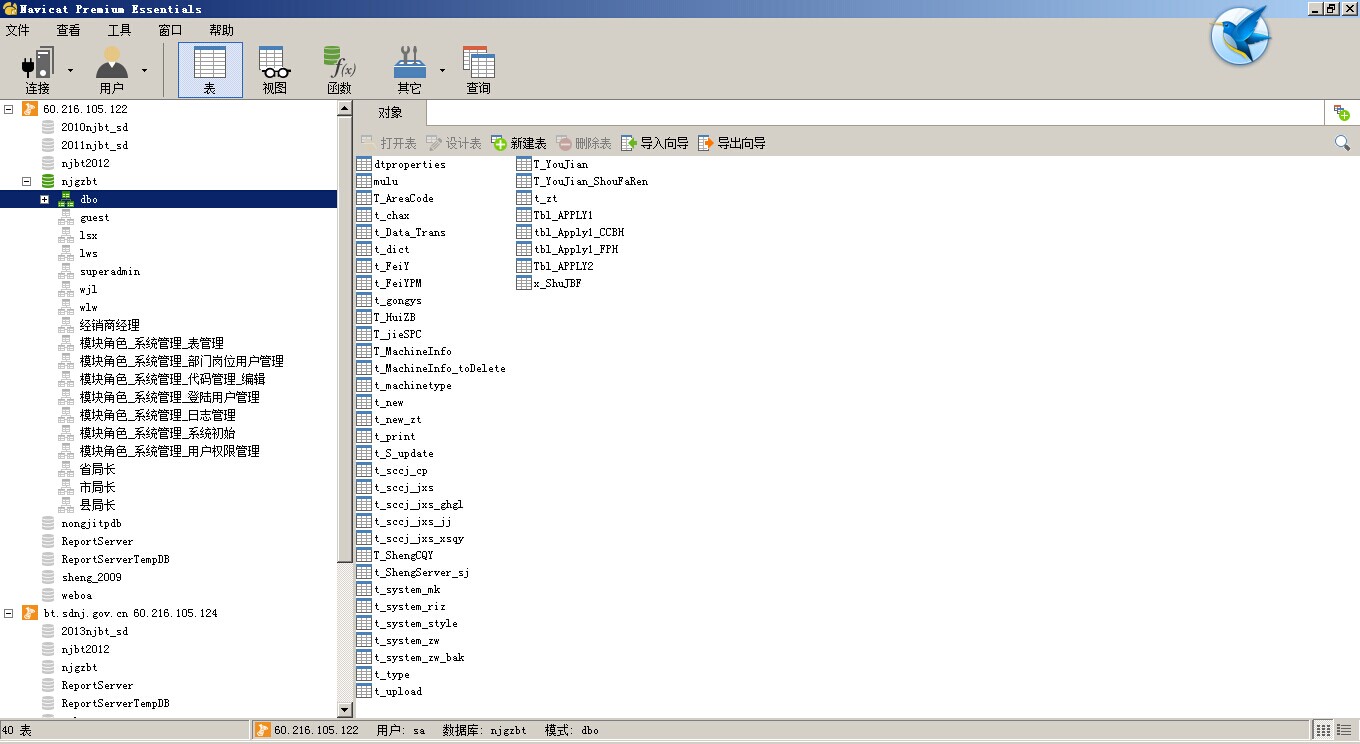 Navicat Premium Essentials
文件 查看 工具 窗口 帮助
连接 用户 表 视图 函数 其它 查询
f(x)
60.216.105.122
2010njbt_sd
2011njbt_sd
njbt2012
njgzbt
dbo
guest
lsx
lws
superadmin
wjl
wlw
经销商经理
模块角色_系统管理_表管理
模块角色_系统管理_部门岗位用户管理
模块角色_系统管理_代码管理_编辑
模块角色_系统管理_登陆用户管理
模块角色_系统管理_日志管理
模块角色_系统管理_系统初始
模块角色_系统管理_用户权限管理
省局长
市局长
县局长
nongjitpdb
ReportServer
ReportServerTempDB
sheng_2009
weboa
bt.sdnj.gov.cn 60.216.105.124
2013njbt_sd
njbt2012
njgzbt
ReportServer
ReportServerTempDB
对象
打开表 设计表 新建表 删除表 导入向导 导出向导
dtproperties
mulu
T_AreaCode
t_chax
t_Data_Trans
t_dict
t_FeiY
t_FeiYPM
t_gongys
T_HuiZB
T_jieSPC
T_MachineInfo
t_MachineInfo_toDelete
t_machinetype
t_new
t_new_zt
t_print
t_S_update
t_sccj_cp
t_sccj_jxs
t_sccj_jxs_ghgl
t_sccj_jxs_jj
t_sccj_jxs_xsqy
T_ShengCQY
t_ShengServer_sj
t_system_mk
t_system_riz
t_system_style
t_system_zw
t_system_zw_bak
t_type
t_upload
T_YouJian
T_YouJian_ShouFaRen
t_zt
Tbl_APPLY1
tbl_Apply1_CCBH
tbl_Apply1_FPH
Tbl_APPLY2
x_ShuJBF
40 表
60.216.105.122 用户: sa 数据库: njgzbt 模式: dbo